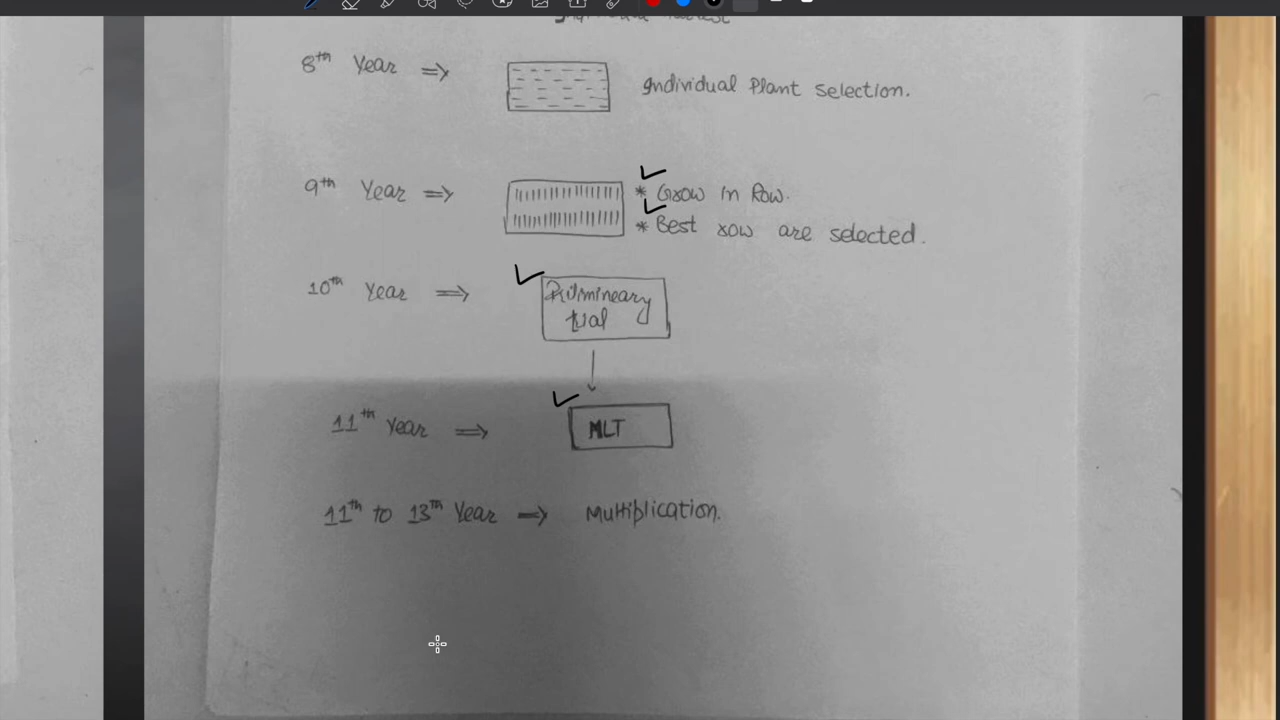 8th Year ⇒ Individual Plant Selection.
9th Year ⇒ * Grow in Row.
* Best row are selected.
10th Year ⇒
trial
11th Year ⇒ MLT
11th to 13th Year ⇒ Multiplication.